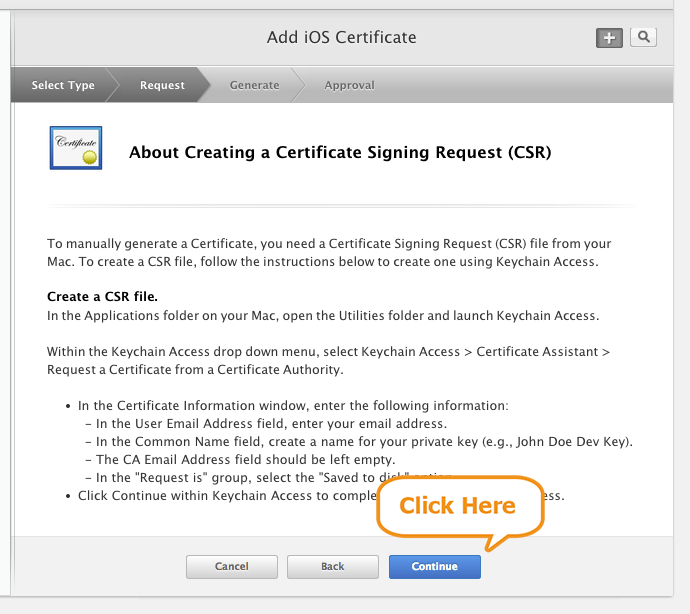 Add iOS Certificate
Select Type
Request
Generate
Approval
Certificate
About Creating a Certificate Signing Request (CSR)
To manually generate a Certificate, you need a Certificate Signing Request (CSR) file from your
Mac. To create a CSR file, follow the instructions below to create one using Keychain Access.
Create a CSR file.
In the Applications folder on your Mac, open the Utilities folder and launch Keychain Access.
Within the Keychain Access drop down menu, select Keychain Access > Certificate Assistant >
Request a Certificate from a Certificate Authority.
• In the Certificate Information window, enter the following information:
– In the User Email Address field, enter your email address.
– In the Common Name field, create a name for your private key (e.g., John Doe Dev Key).
– The CA Email Address field should be left empty.
– In the "Request is" group, select the "Saved to disk" option.
• Click Continue within Keychain Access to comple ess.
Click Here
Cancel
Back
Continue